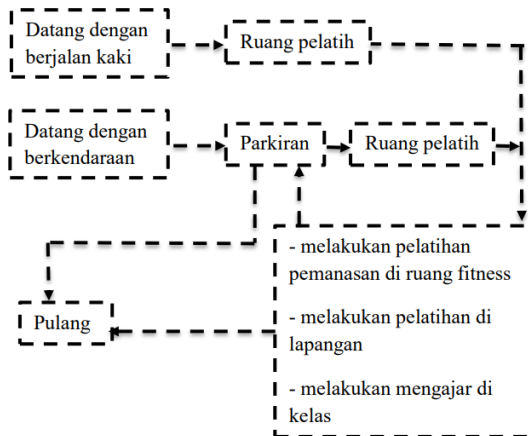 Datang dengan
berjalan kaki
Ruang pelatih
Datang dengan
berkendaraan
Parkiran
Ruang pelatih
- melakukan pelatihan
pemanasan di ruang fitness
- melakukan pelatihan di
lapangan
- melakukan mengajar di
kelas
Pulang